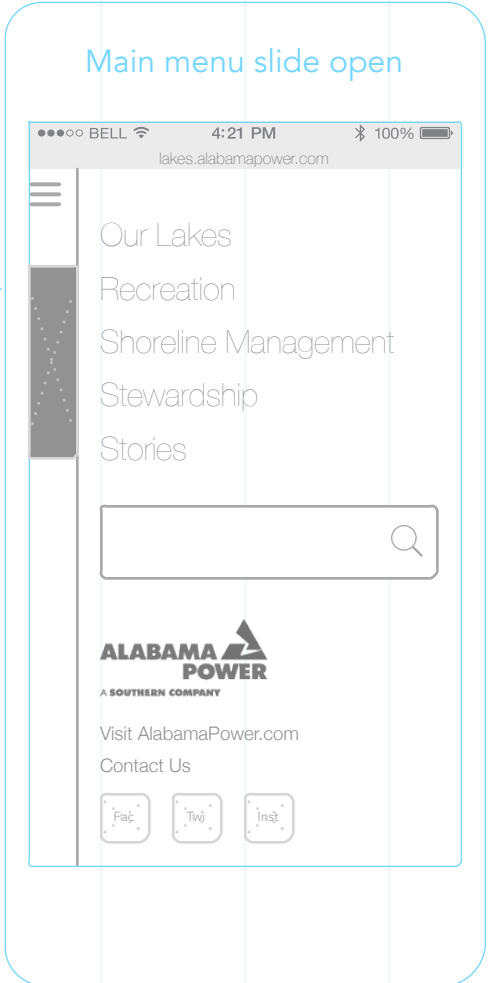 Main menu slide open
BELL 4:21 PM 100%
lakes.alabamapower.com
Our Lakes
Recreation
Shoreline Management
Stewardship
Stories
ALABAMA
POWER
A SOUTHERN COMPANY
Visit AlabamaPower.com
Contact Us
Fac Twi Inst